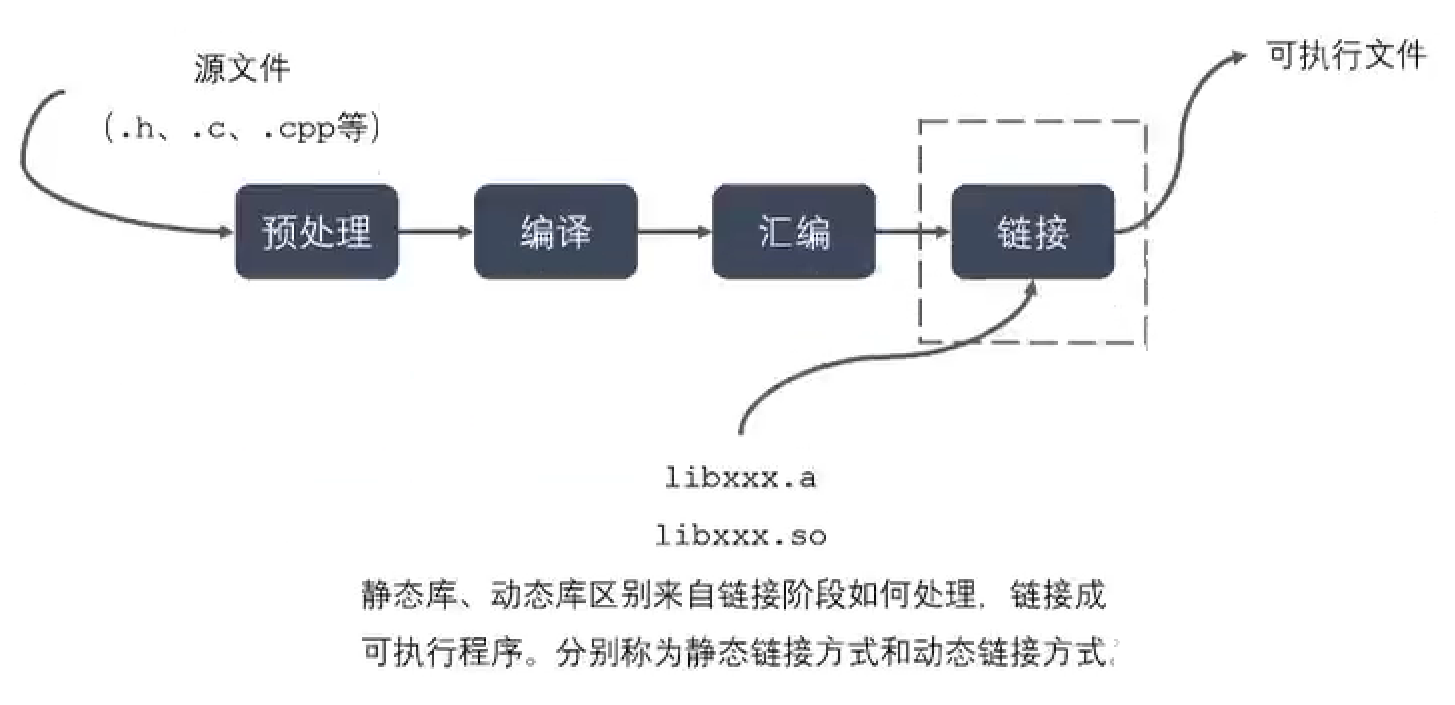 源文件
(.h、.c、.cpp等)
可执行文件
预处理
编译
汇编
链接
libxxx.a
libxxx.so
静态库、动态库区别来自链接阶段如何处理，链接成
可执行程序。分别称为静态链接方式和动态链接方式。